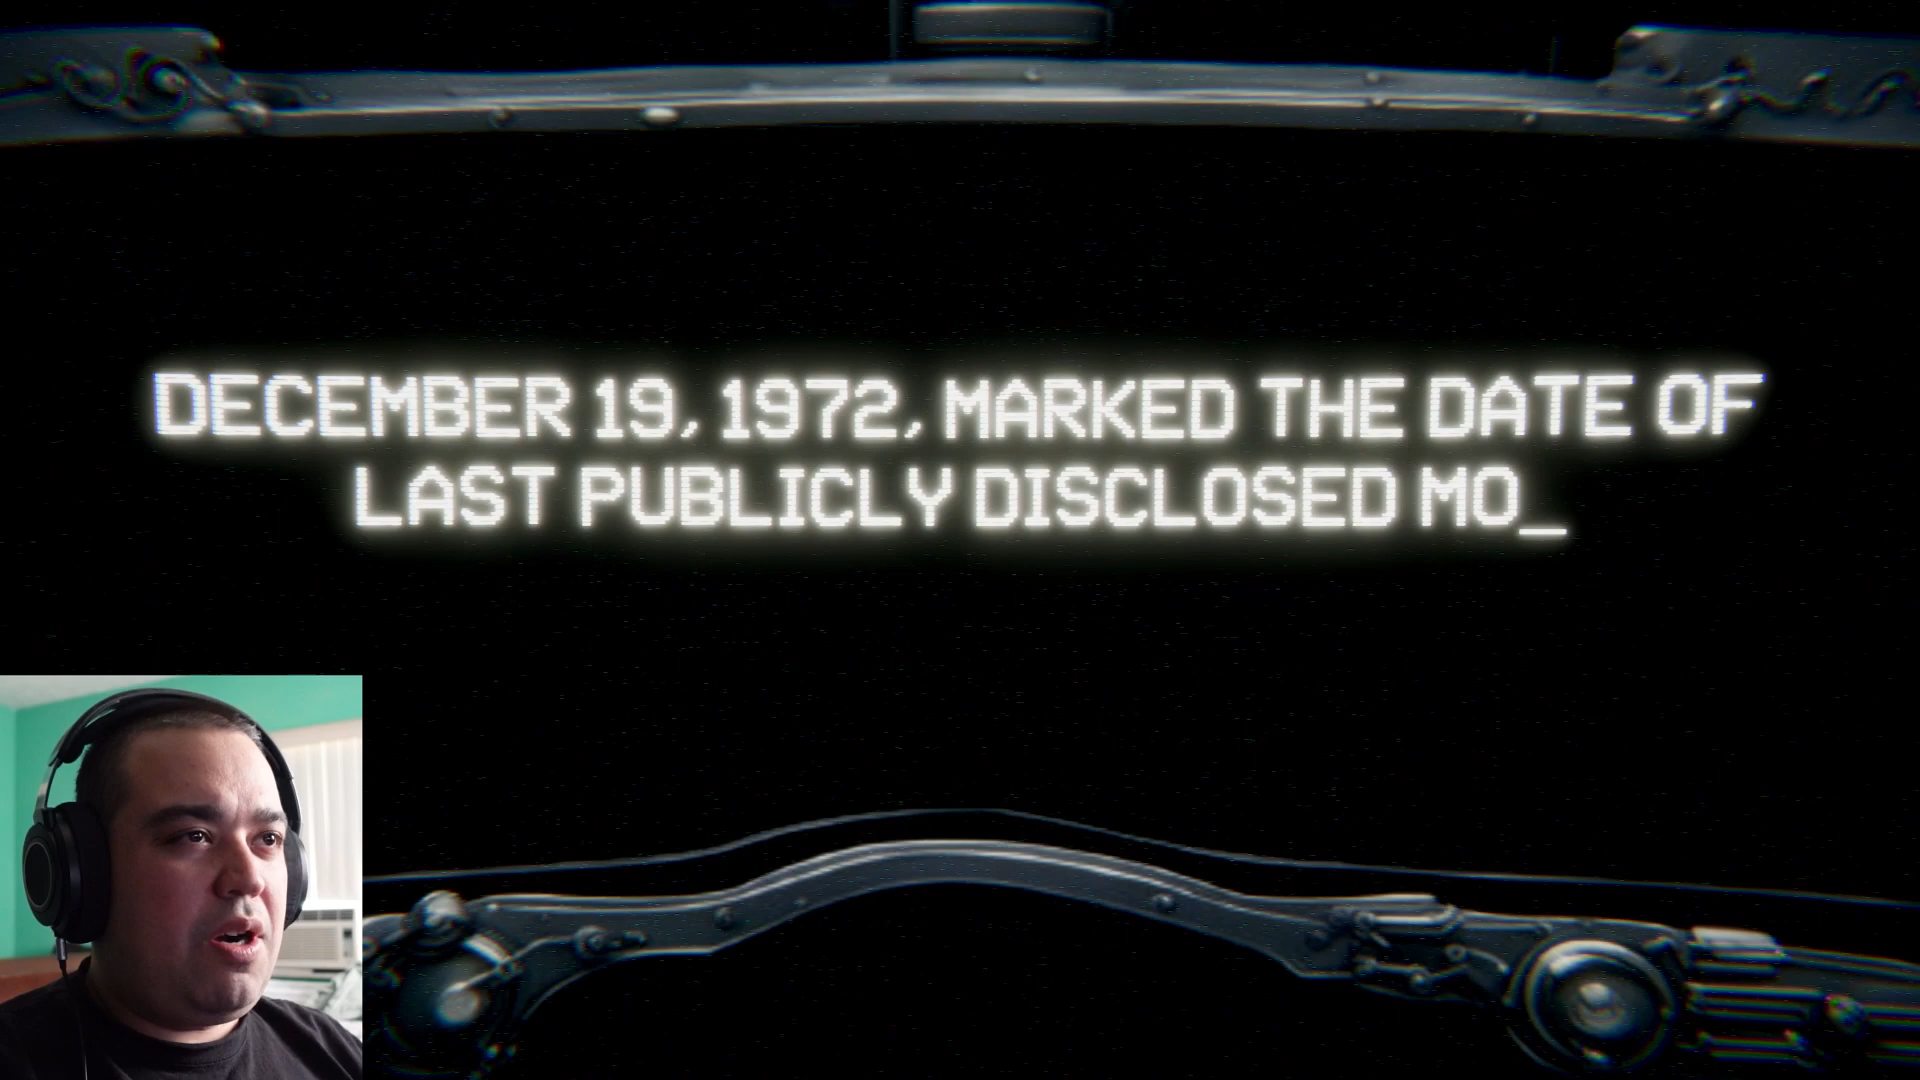 DECEMBER 19, 1972, MARKED THE DATE OF
LAST PUBLICLY DISCLOSED MO_